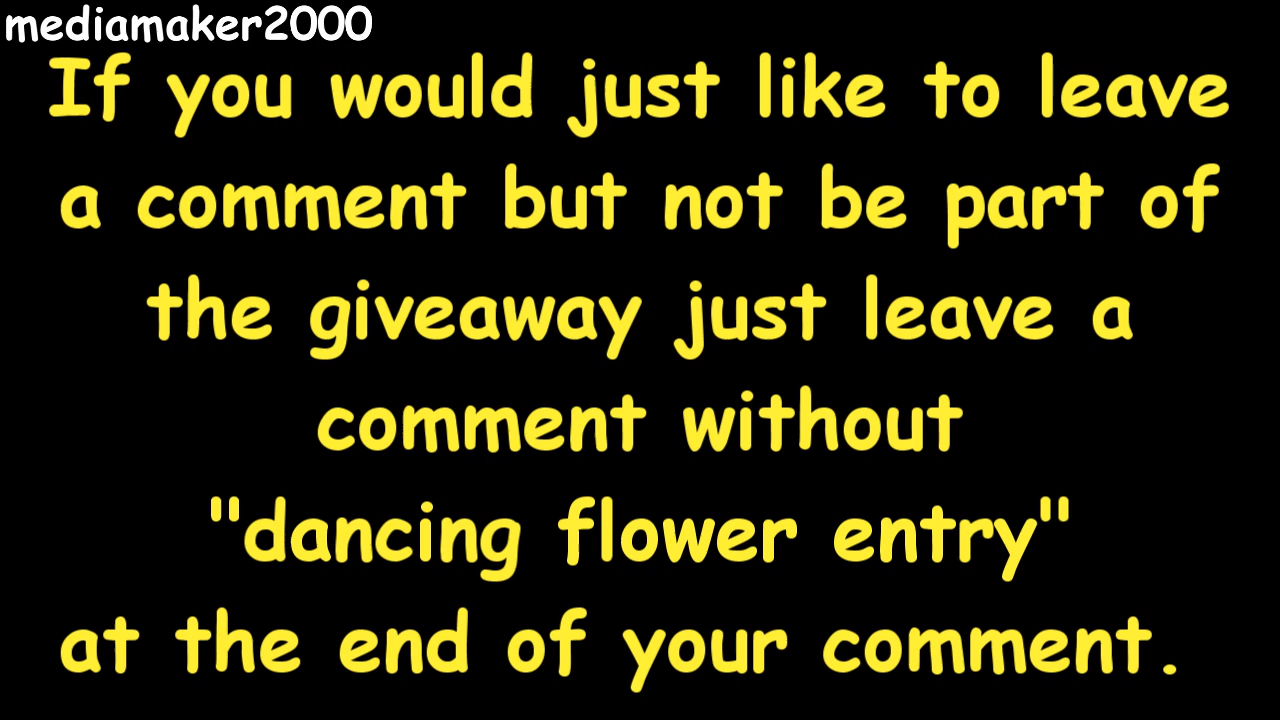 mediamaker2000
If you would just like to leave
a comment but not be part of
the giveaway just leave a
comment without
"dancing flower entry"
at the end of your comment.